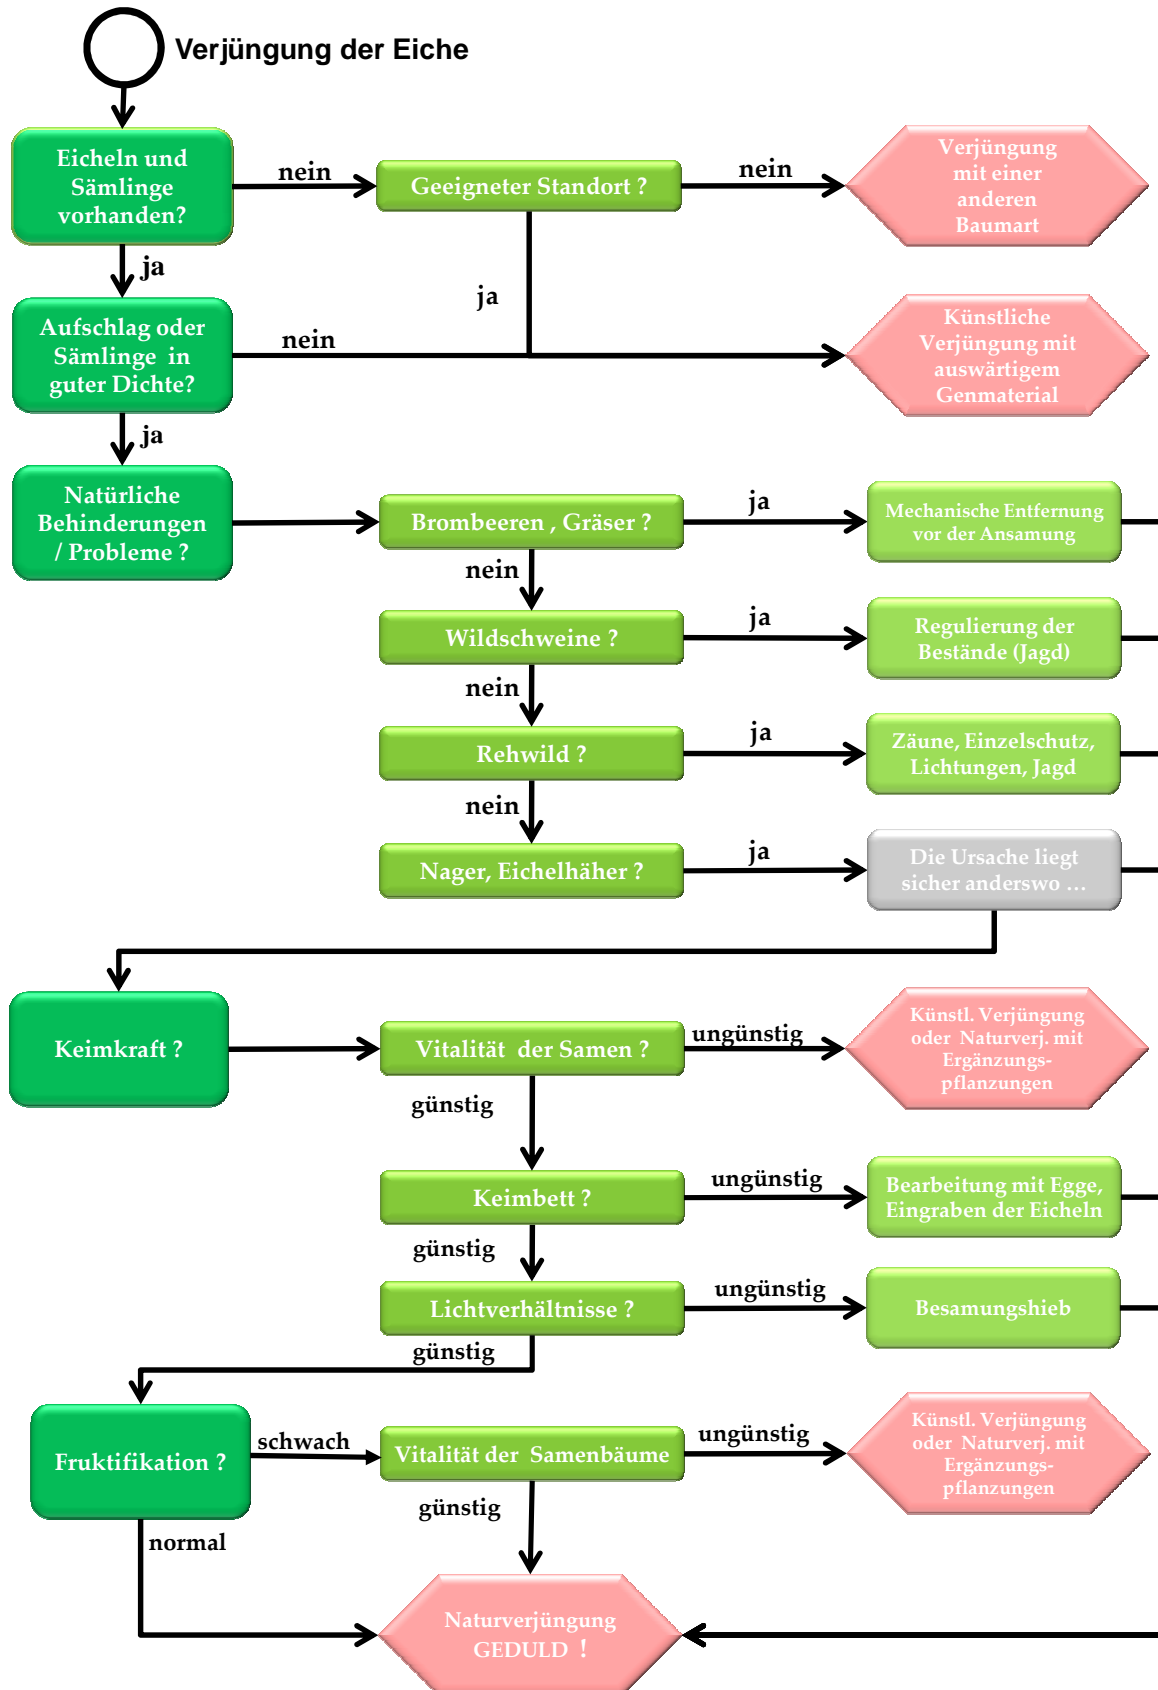 Verjüngung der Eiche
Eicheln und
Sämlinge
vorhanden?
nein
Geeigneter Standort ?
nein
Verjüngung
mit einer
anderen
Baumart
ja
ja
Aufschlag oder
Sämlinge in
guter Dichte?
nein
Künstliche
Verjüngung mit
auswärtigem
Genmaterial
ja
Natürliche
Behinderungen
/ Probleme ?
Brombeeren , Gräser ?
ja
Mechanische Entfernung
vor der Ansamung
nein
Wildschweine ?
ja
Regulierung der
Bestände (Jagd)
nein
Rehwild ?
ja
Zäune, Einzelschutz,
Lichtungen, Jagd
nein
Nager, Eichelhäher ?
ja
Die Ursache liegt
sicher anderswo ...
Keimkraft ?
Vitalität der Samen ?
ungünstig
Künstl. Verjüngung
oder Naturverj. mit
Ergänzungs-
pflanzungen
günstig
Keimbett ?
ungünstig
Bearbeitung mit Egge,
Eingraben der Eicheln
günstig
Lichtverhältnisse ?
ungünstig
Besamungshieb
günstig
Fruktifikation ?
schwach
Vitalität der Samenbäume
ungünstig
Künstl. Verjüngung
oder Naturverj. mit
Ergänzungs-
pflanzungen
günstig
normal
Naturverjüngung
GEDULD !